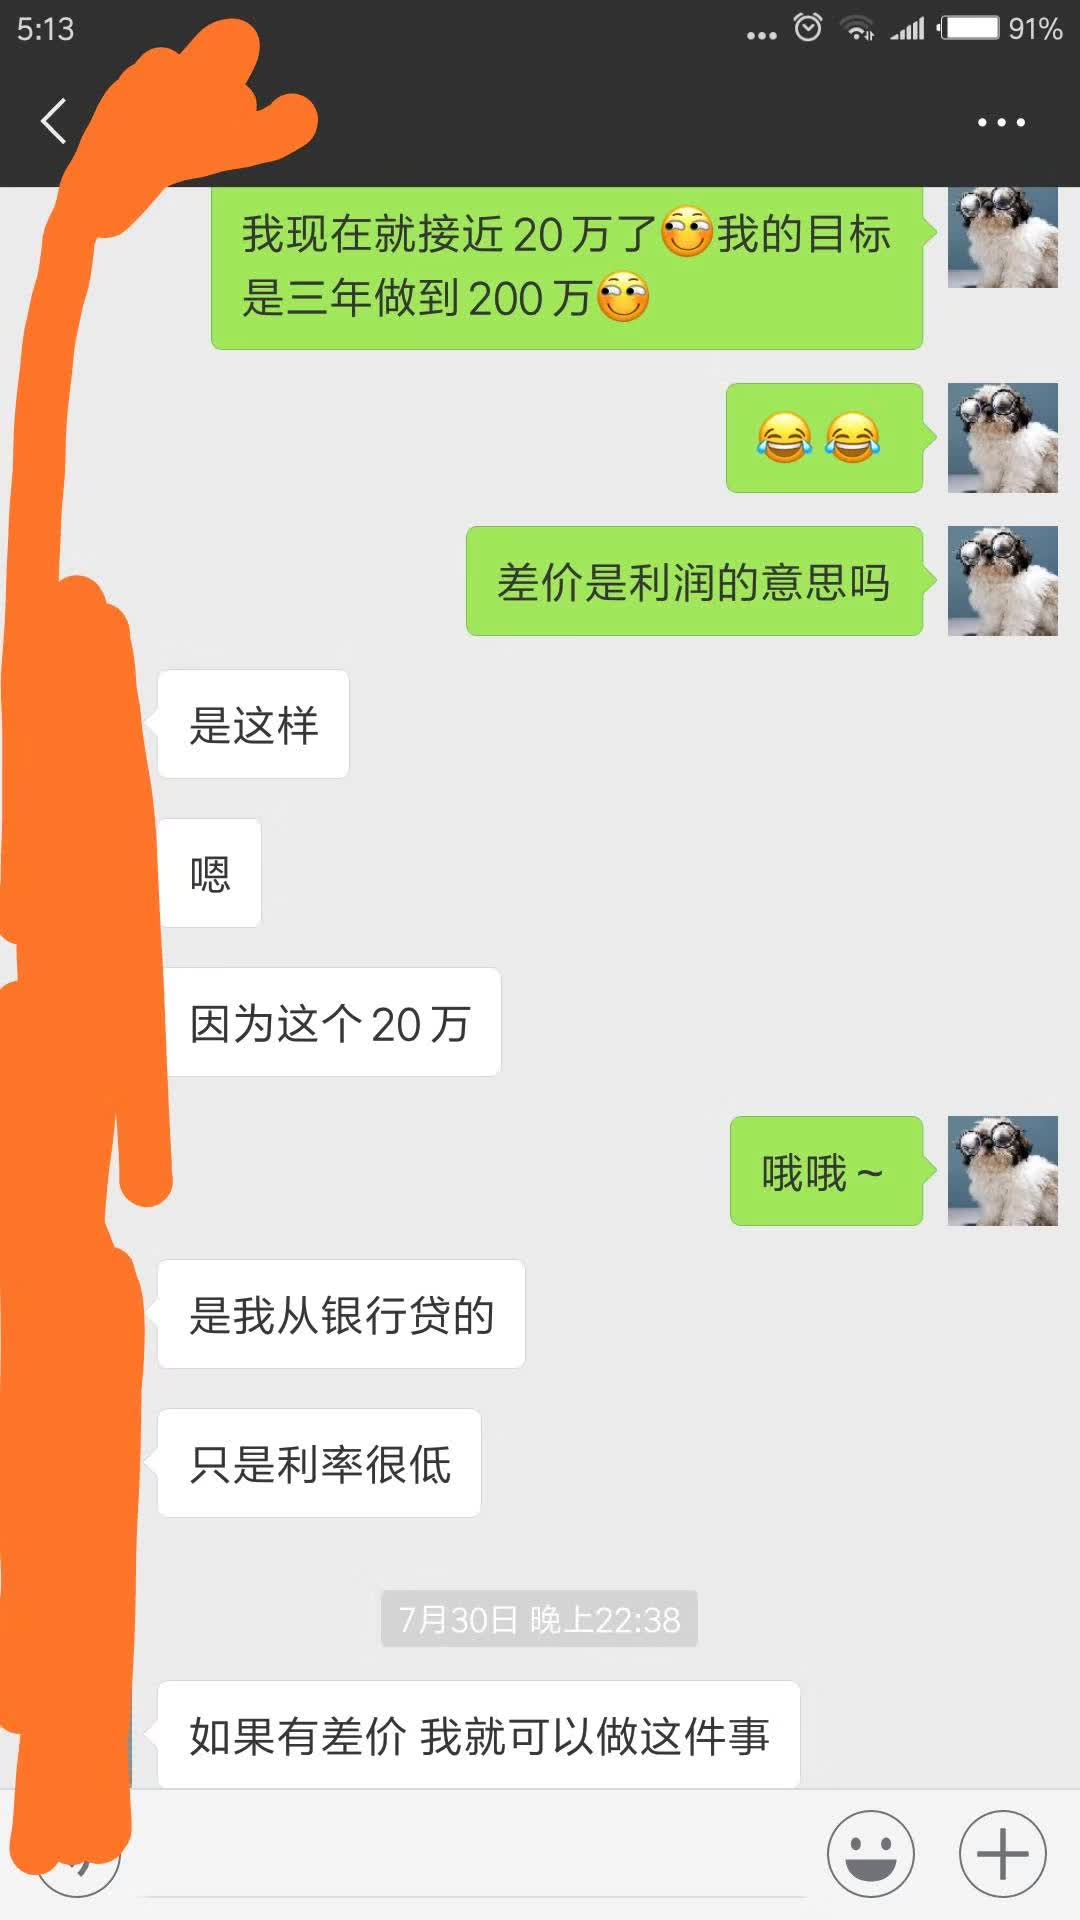 5:13
91%
我现在就接近20万了🙄我的目标
是三年做到200万🙄
😂😂
差价是利润的意思吗
是这样
嗯
因为这个20万
哦哦~
是我从银行贷的
只是利率很低
7月30日 晚上22:38
如果有差价 我就可以做这件事